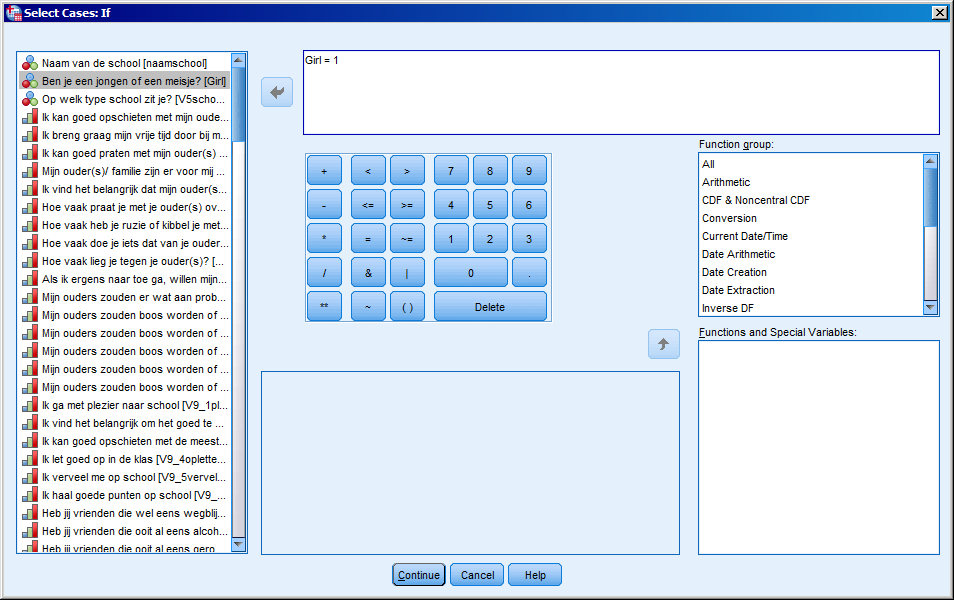 Select Cases: If
Naam van de school [naamschool]
Ben je een jongen of een meisje? [Girl]
Op welk type school zit je? [V5scho...
Ik kan goed opschieten met mijn oude...
Ik breng graag mijn vrije tijd door bij m...
Ik kan goed praten met mijn ouder(s) ...
Mijn ouder(s)/ familie zijn er voor mij ...
Ik vind het belangrijk dat mijn ouder(s...
Hoe vaak praat je met je ouder(s) ov...
Hoe vaak heb je ruzie of kibbel je met...
Hoe vaak doe je iets dat van je ouder...
Hoe vaak lieg je tegen je ouder(s)? [...
Als ik ergens naar toe ga, willen mijn...
Mijn ouders zouden er wat aan prob...
Mijn ouders zouden boos worden of ...
Mijn ouders zouden boos worden of ...
Mijn ouders zouden boos worden of ...
Mijn ouders zouden boos worden of ...
Mijn ouders zouden boos worden of ...
Ik ga met plezier naar school [V9_1pl...
Ik vind het belangrijk om het goed te ...
Ik kan goed opschieten met de meest...
Ik let goed op in de klas [V9_4oplette...
Ik verveel me op school [V9_5vervel...
Ik haal goede punten op school [V9_...
Heb jij vrienden die wel eens wegblij...
Heb jij vrienden die ooit al eens alcoh...
Heb jij vrienden die ooit al eens gero
Girl = 1
+ < > 7 8 9
- <= >= 4 5 6
* = ~= 1 2 3
/ & | 0 .
** ~ ( ) Delete
Function group:
All
Arithmetic
CDF & Noncentral CDF
Conversion
Current Date/Time
Date Arithmetic
Date Creation
Date Extraction
Inverse DF
Functions and Special Variables:
Continue Cancel Help